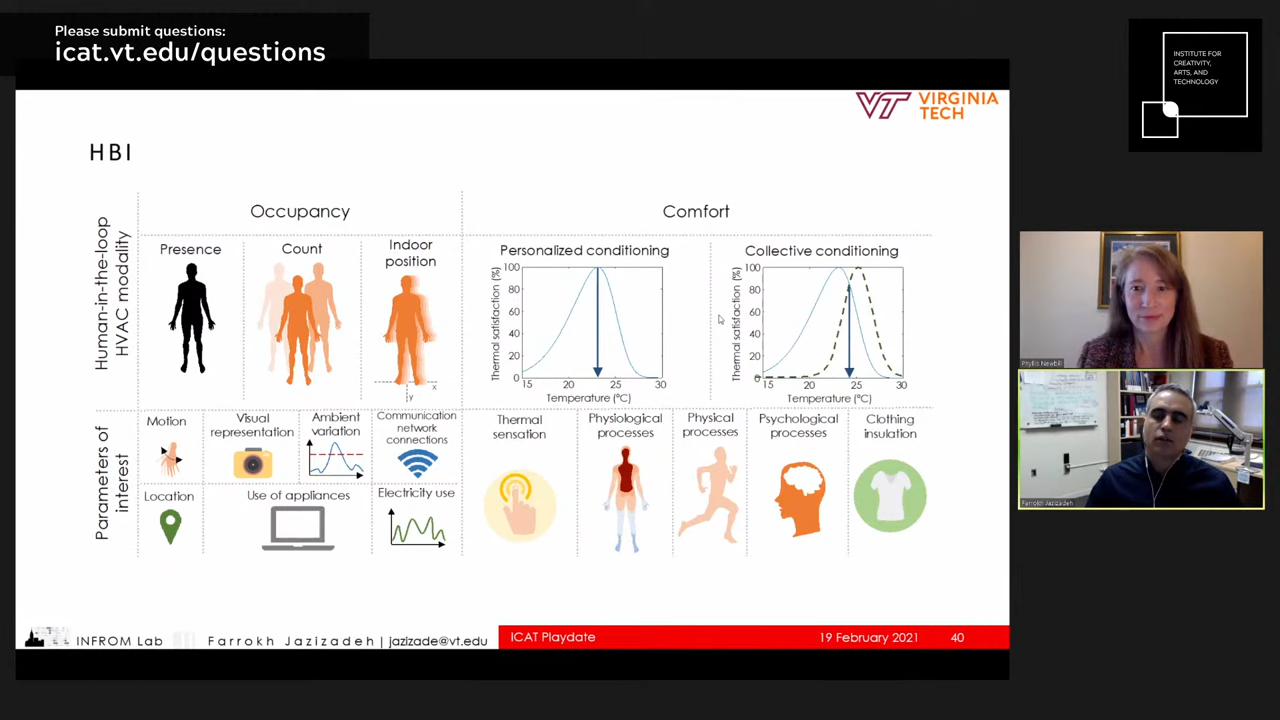 Please submit questions:
icat.vt.edu/questions
INSTITUTE FOR
CREATIVITY,
ARTS, AND
TECHNOLOGY
VT VIRGINIA
TECH
HBI
Human-in-the-loop
HVAC modality
Occupancy
Comfort
Presence
Count
Indoor
position
x
y
Personalized conditioning
Thermal satisfaction (%)
100
80
60
40
20
0
15 20 25 30
Temperature (°C)
Collective conditioning
Thermal satisfaction (%)
100
80
60
40
20
0
15 20 25 30
Temperature (°C)
Parameters of
interest
Motion
Visual
representation
Ambient
variation
Communication
network
connections
Location
Use of appliances
Electricity use
Thermal
sensation
Physiological
processes
Physical
processes
Psychological
processes
Clothing
insulation
INFROM Lab
Farrokh Jazizadeh | jazizade@vt.edu
ICAT Playdate
19 February 2021
40
Phyllis Newbill
Farrokh Jazizadeh